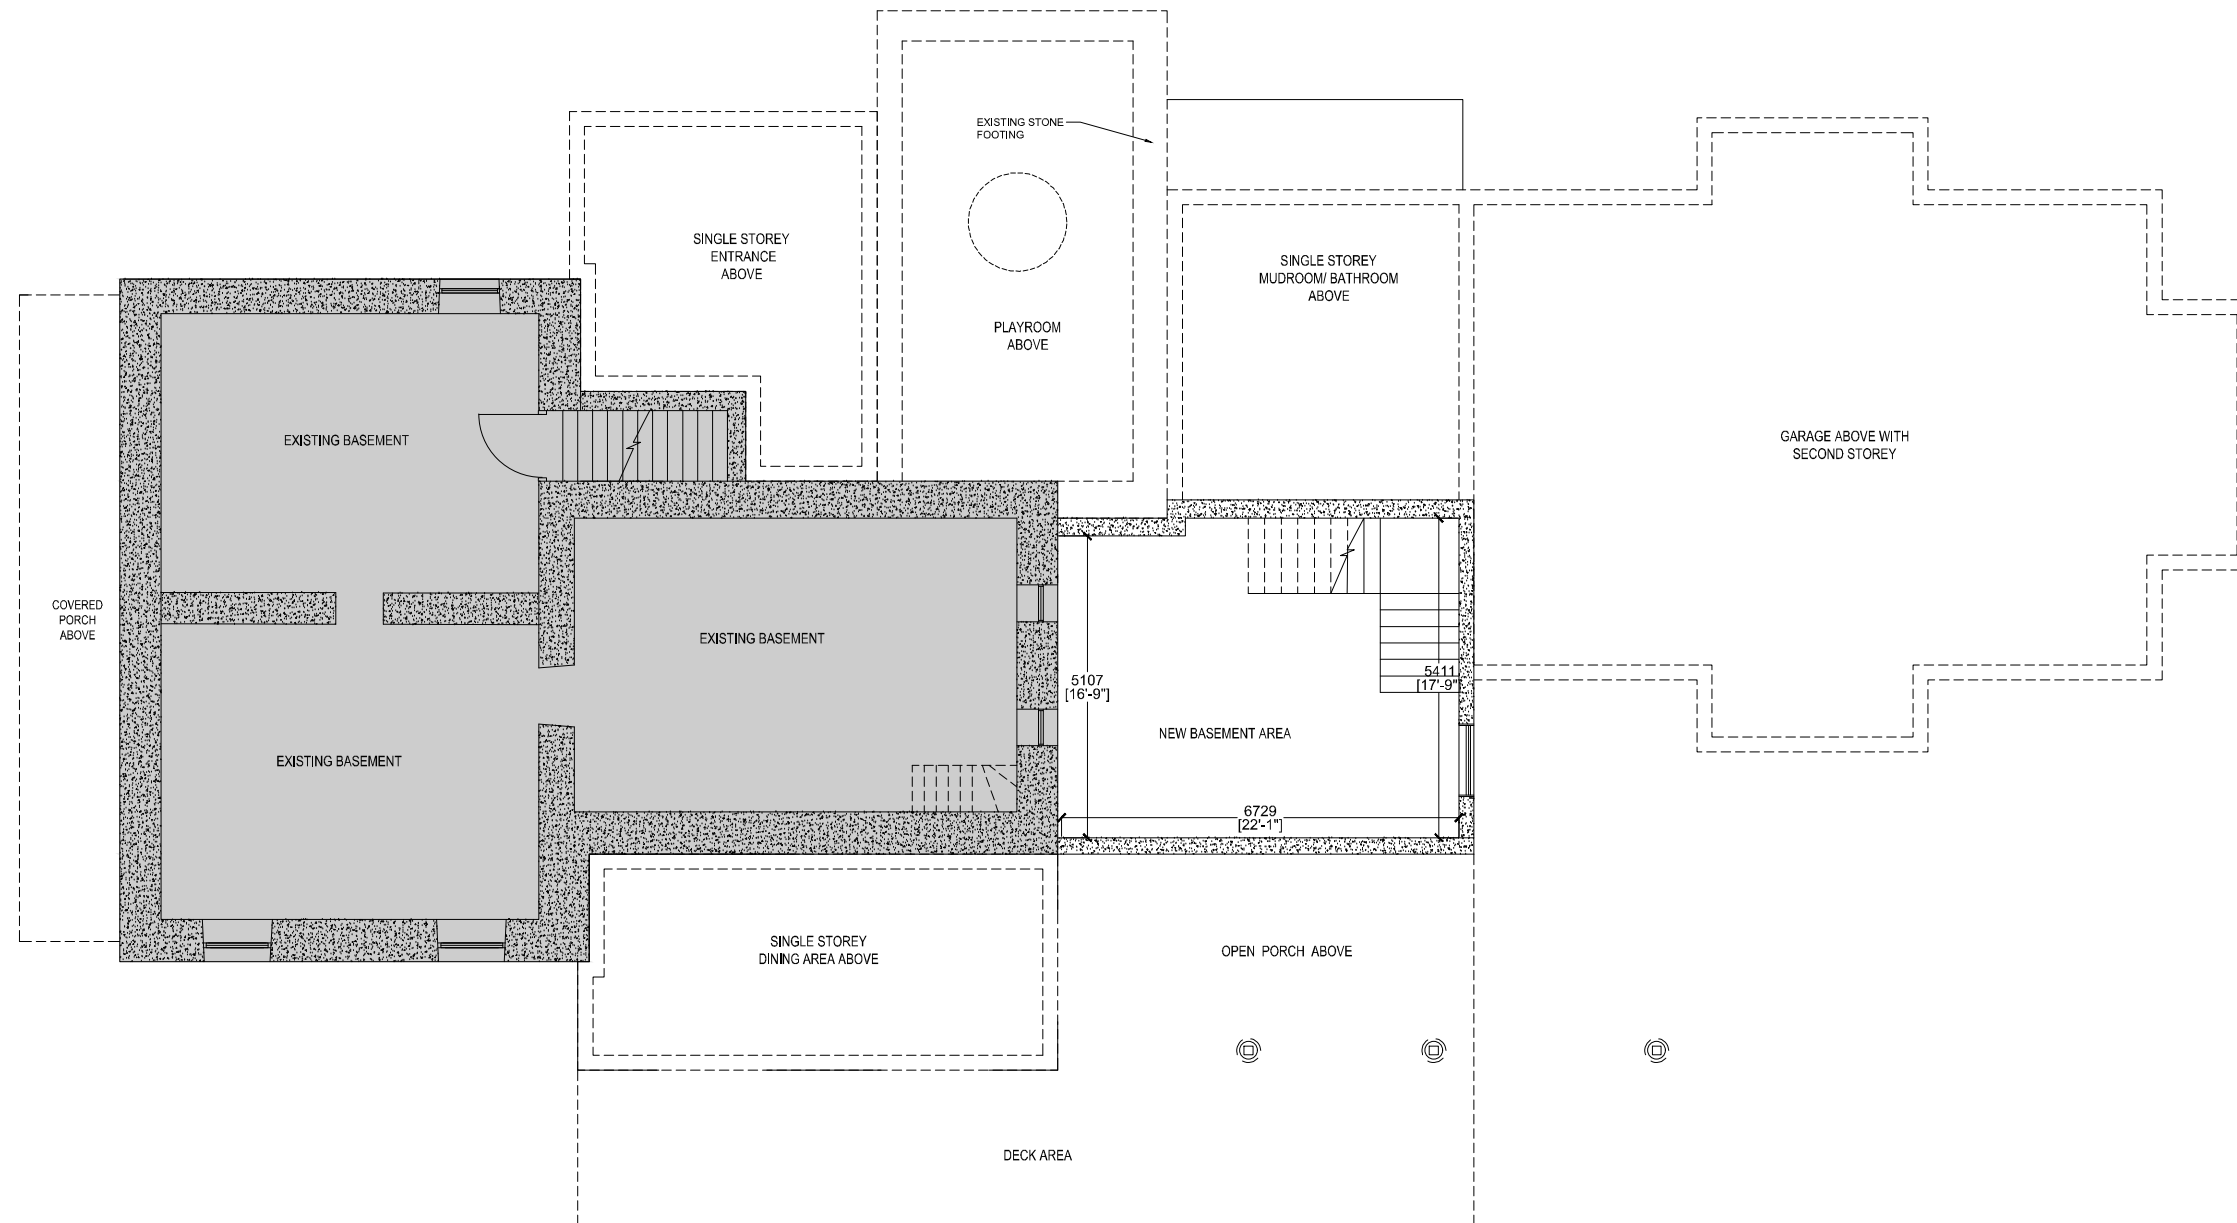 EXISTING STONE
FOOTING
SINGLE STOREY
ENTRANCE
ABOVE
SINGLE STOREY
MUDROOM/ BATHROOM
ABOVE
PLAYROOM
ABOVE
EXISTING BASEMENT
GARAGE ABOVE WITH
SECOND STOREY
COVERED
PORCH
ABOVE
EXISTING BASEMENT
5107
[16'-9"]
5411
[17'-9"]
NEW BASEMENT AREA
EXISTING BASEMENT
6729
[22'-1"]
SINGLE STOREY
DINING AREA ABOVE
OPEN PORCH ABOVE
DECK AREA